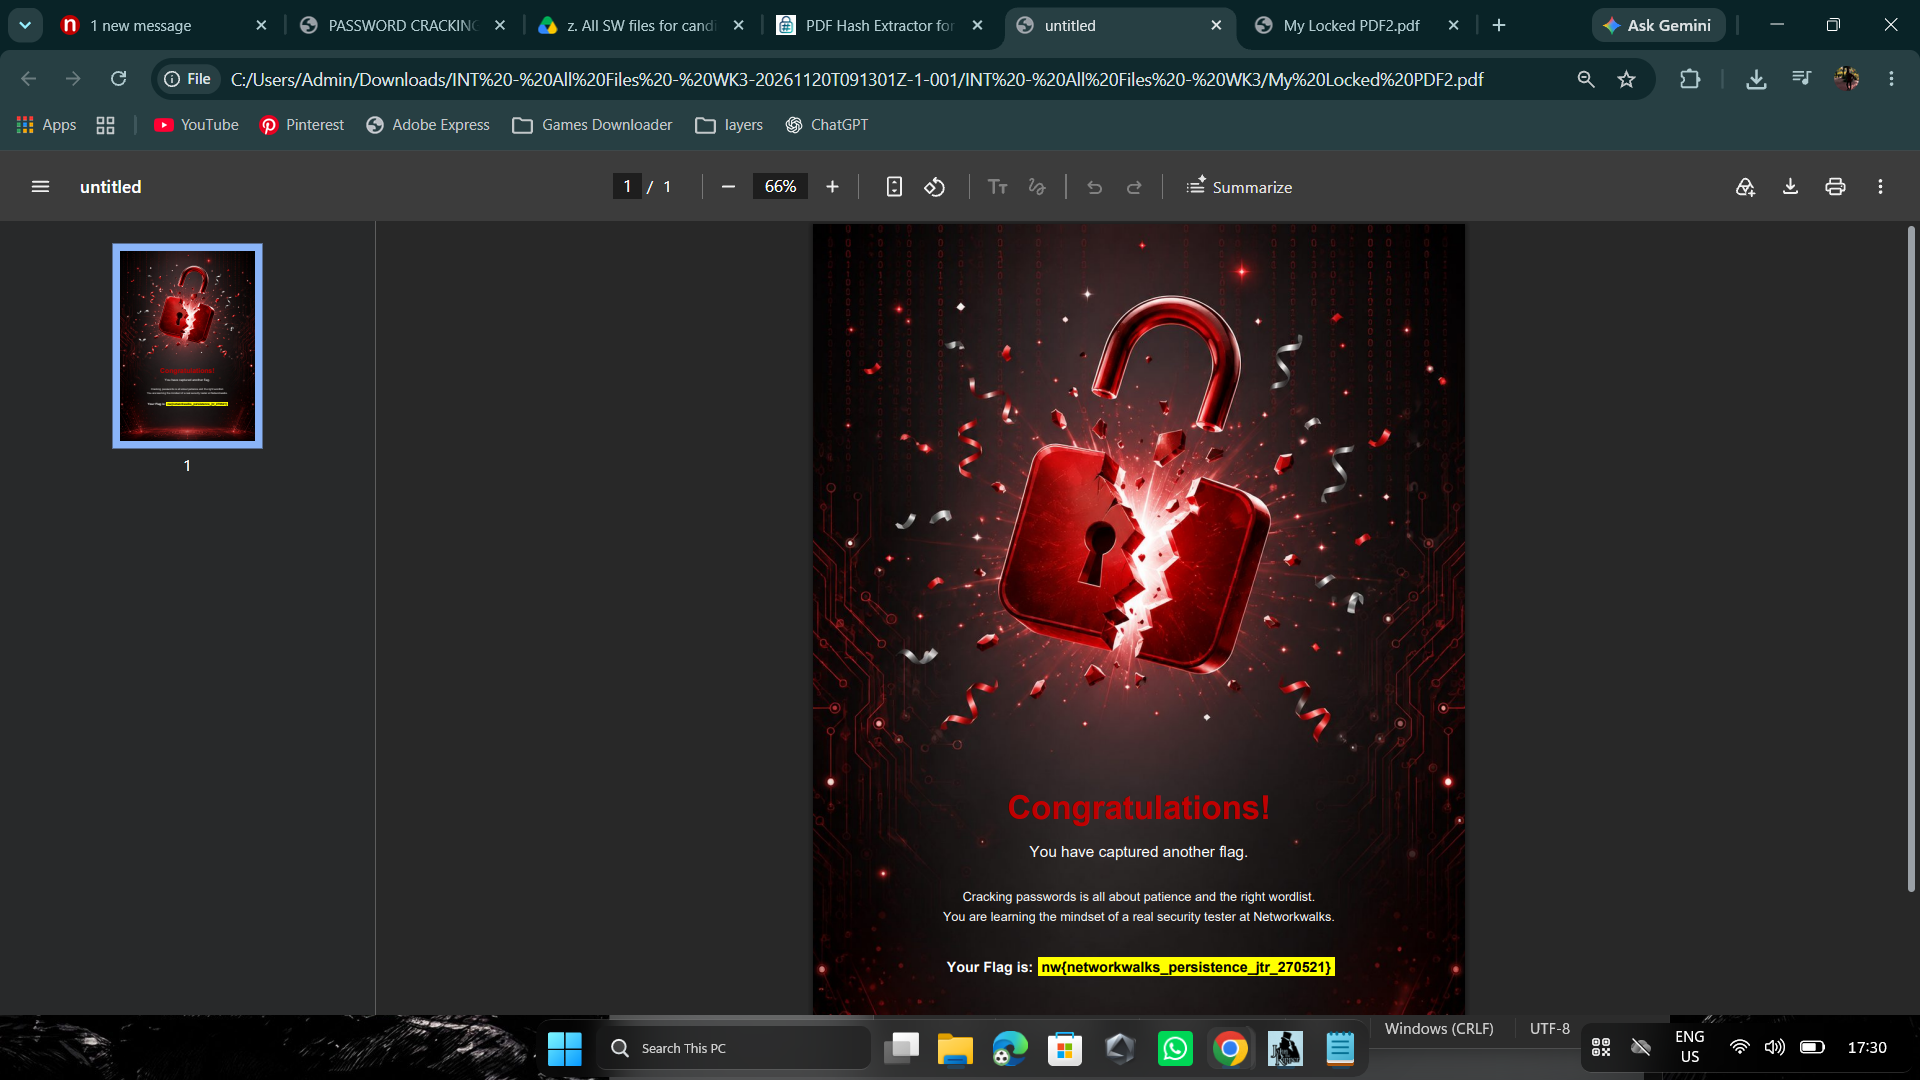 1 new message
PASSWORD CRACKING
z. All SW files for candi
PDF Hash Extractor for
untitled
My Locked PDF2.pdf
Ask Gemini
File
C:/Users/Admin/Downloads/INT%20-%20All%20Files%20-%20WK3-20261120T091301Z-1-001/INT%20-%20All%20Files%20-%20WK3/My%20Locked%20PDF2.pdf
Apps
YouTube
Pinterest
Adobe Express
Games Downloader
layers
ChatGPT
untitled
1 / 1
66%
Summarize
1
Congratulations!
You have captured another flag.
Cracking passwords is all about patience and the right wordlist.
You are learning the mindset of a real security tester at Networkwalks.
Your Flag is: nw{networkwalks_persistence_jtr_270521}
Windows (CRLF)
UTF-8
Search This PC
ENG
US
17:30